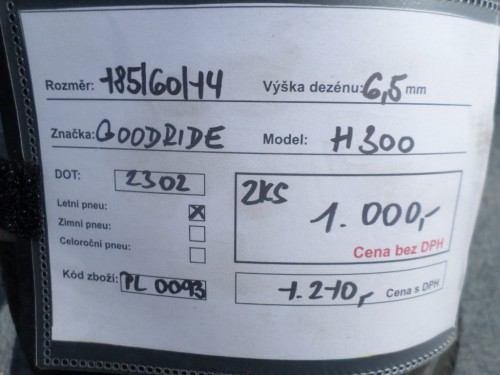 Rozměr: 185/60/14 Výška dezénu: 6,5 mm
Značka: GOODRIDE Model: H300
DOT: 2302
Letní pneu: X
Zimní pneu:
Celoroční pneu:
2KS
1.000,-
Cena bez DPH
Kód zboží: PL 0093
1.210,- Cena s DPH